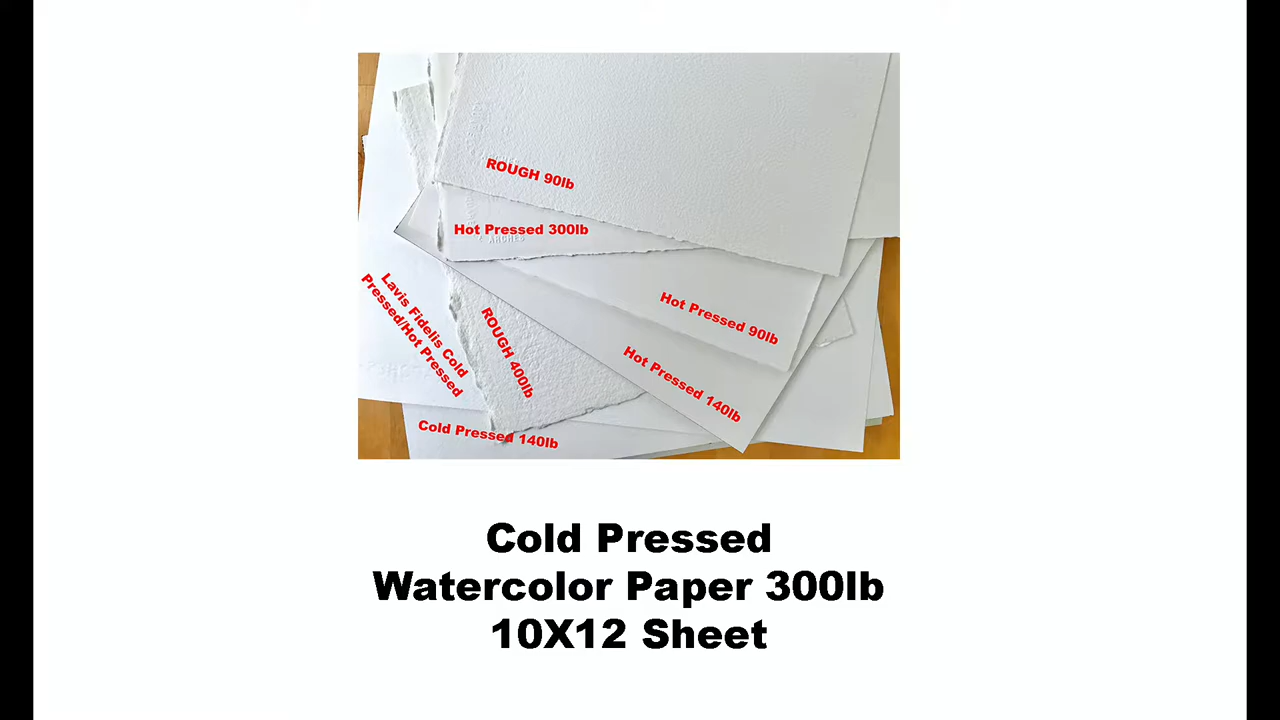 ROUGH 90lb
Hot Pressed 300lb
ARCHES
Hot Pressed 90lb
Lavis Fidelis Cold
Pressed/Hot Pressed
ROUGH 400lb
Hot Pressed 140lb
Cold Pressed 140lb
Cold Pressed
Watercolor Paper 300lb
10X12 Sheet